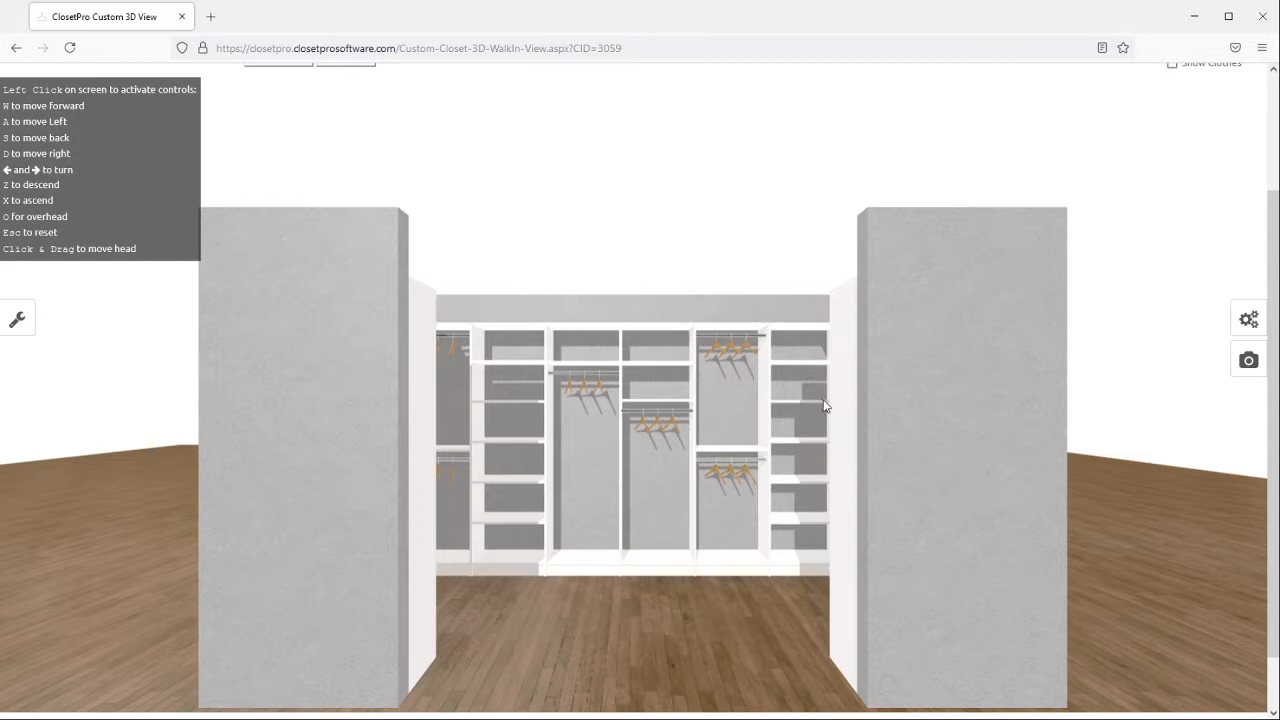 ClosetPro Custom 3D View
https://closetpro.closetprosoftware.com/Custom-Closet-3D-WalkIn-View.aspx?CID=3059
Show Clothes
Left Click on screen to activate controls:
W to move forward
A to move Left
S to move back
D to move right
🡸 and 🡺 to turn
Z to descend
X to ascend
O for overhead
Esc to reset
Click & Drag to move head